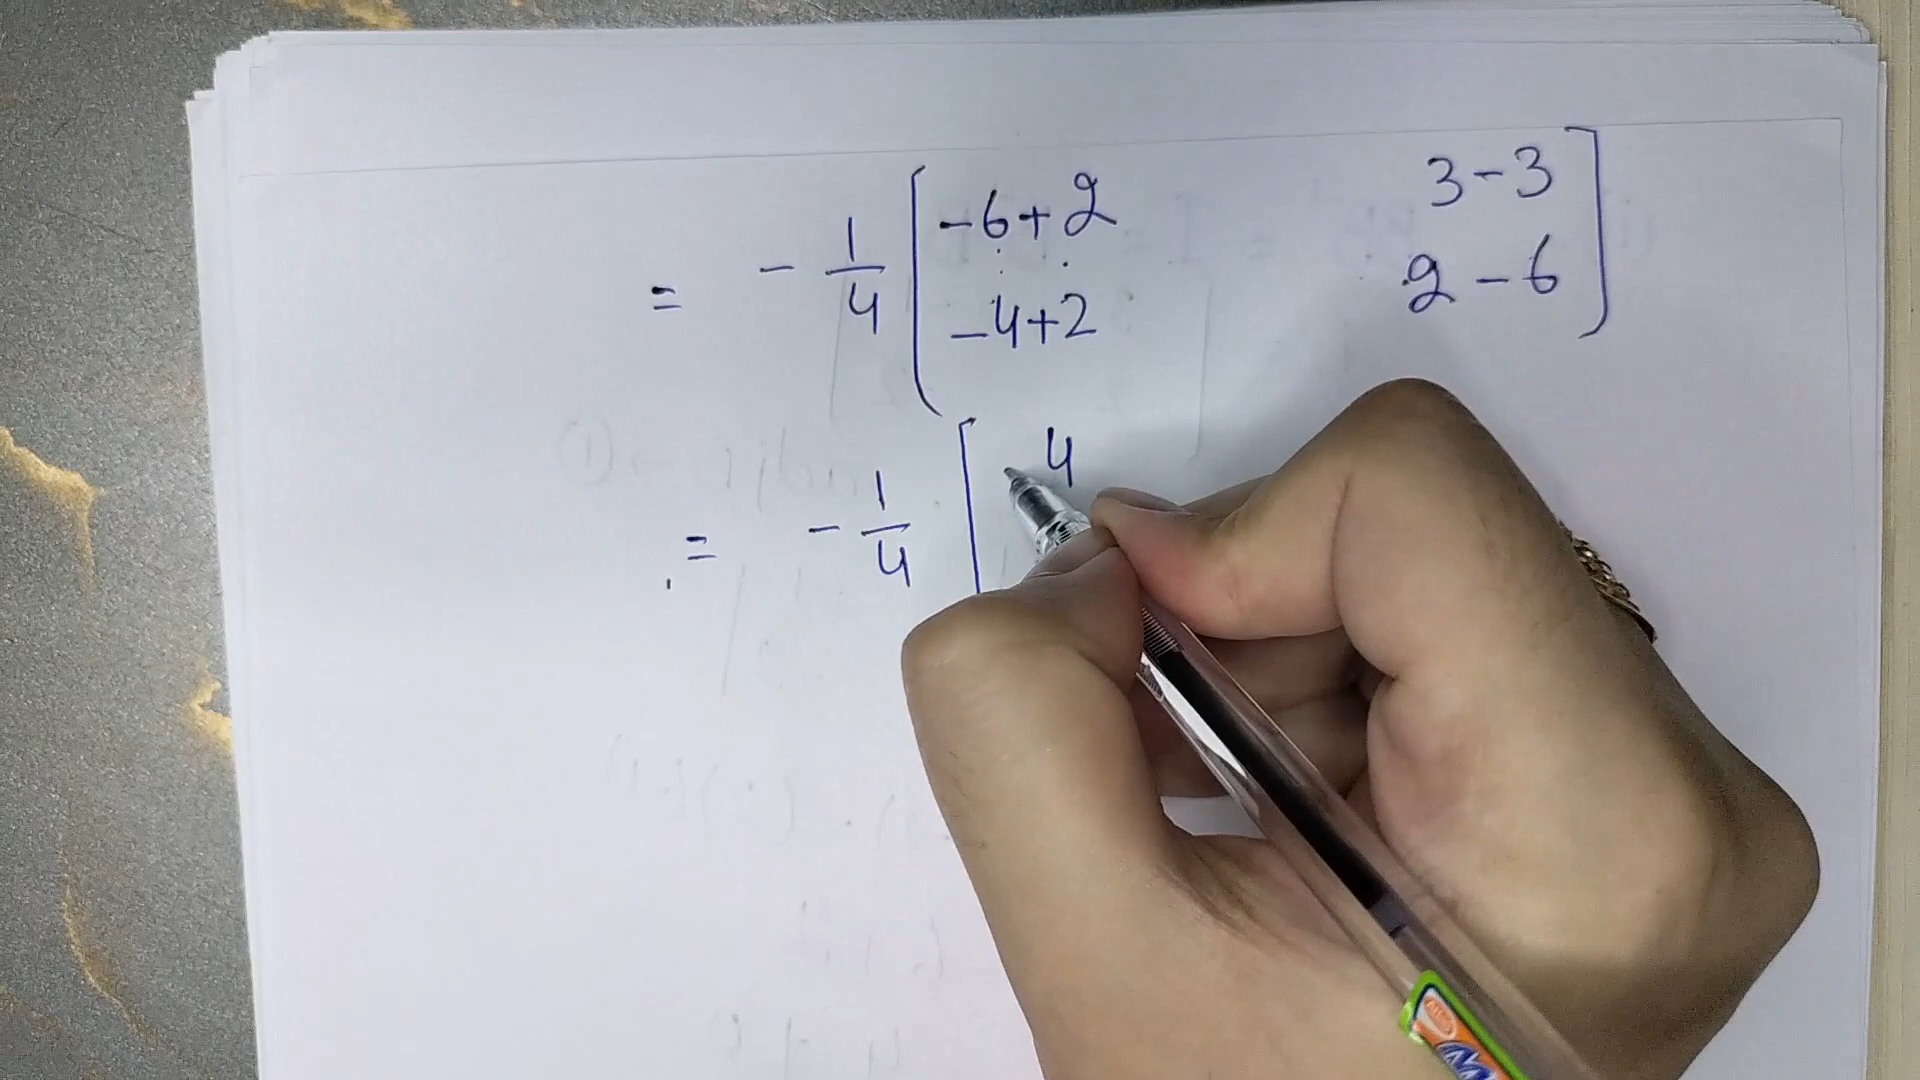 = - 1/4 [ -6+2 3-3
-4+2 2-6 ]
= - 1/4 [ 4